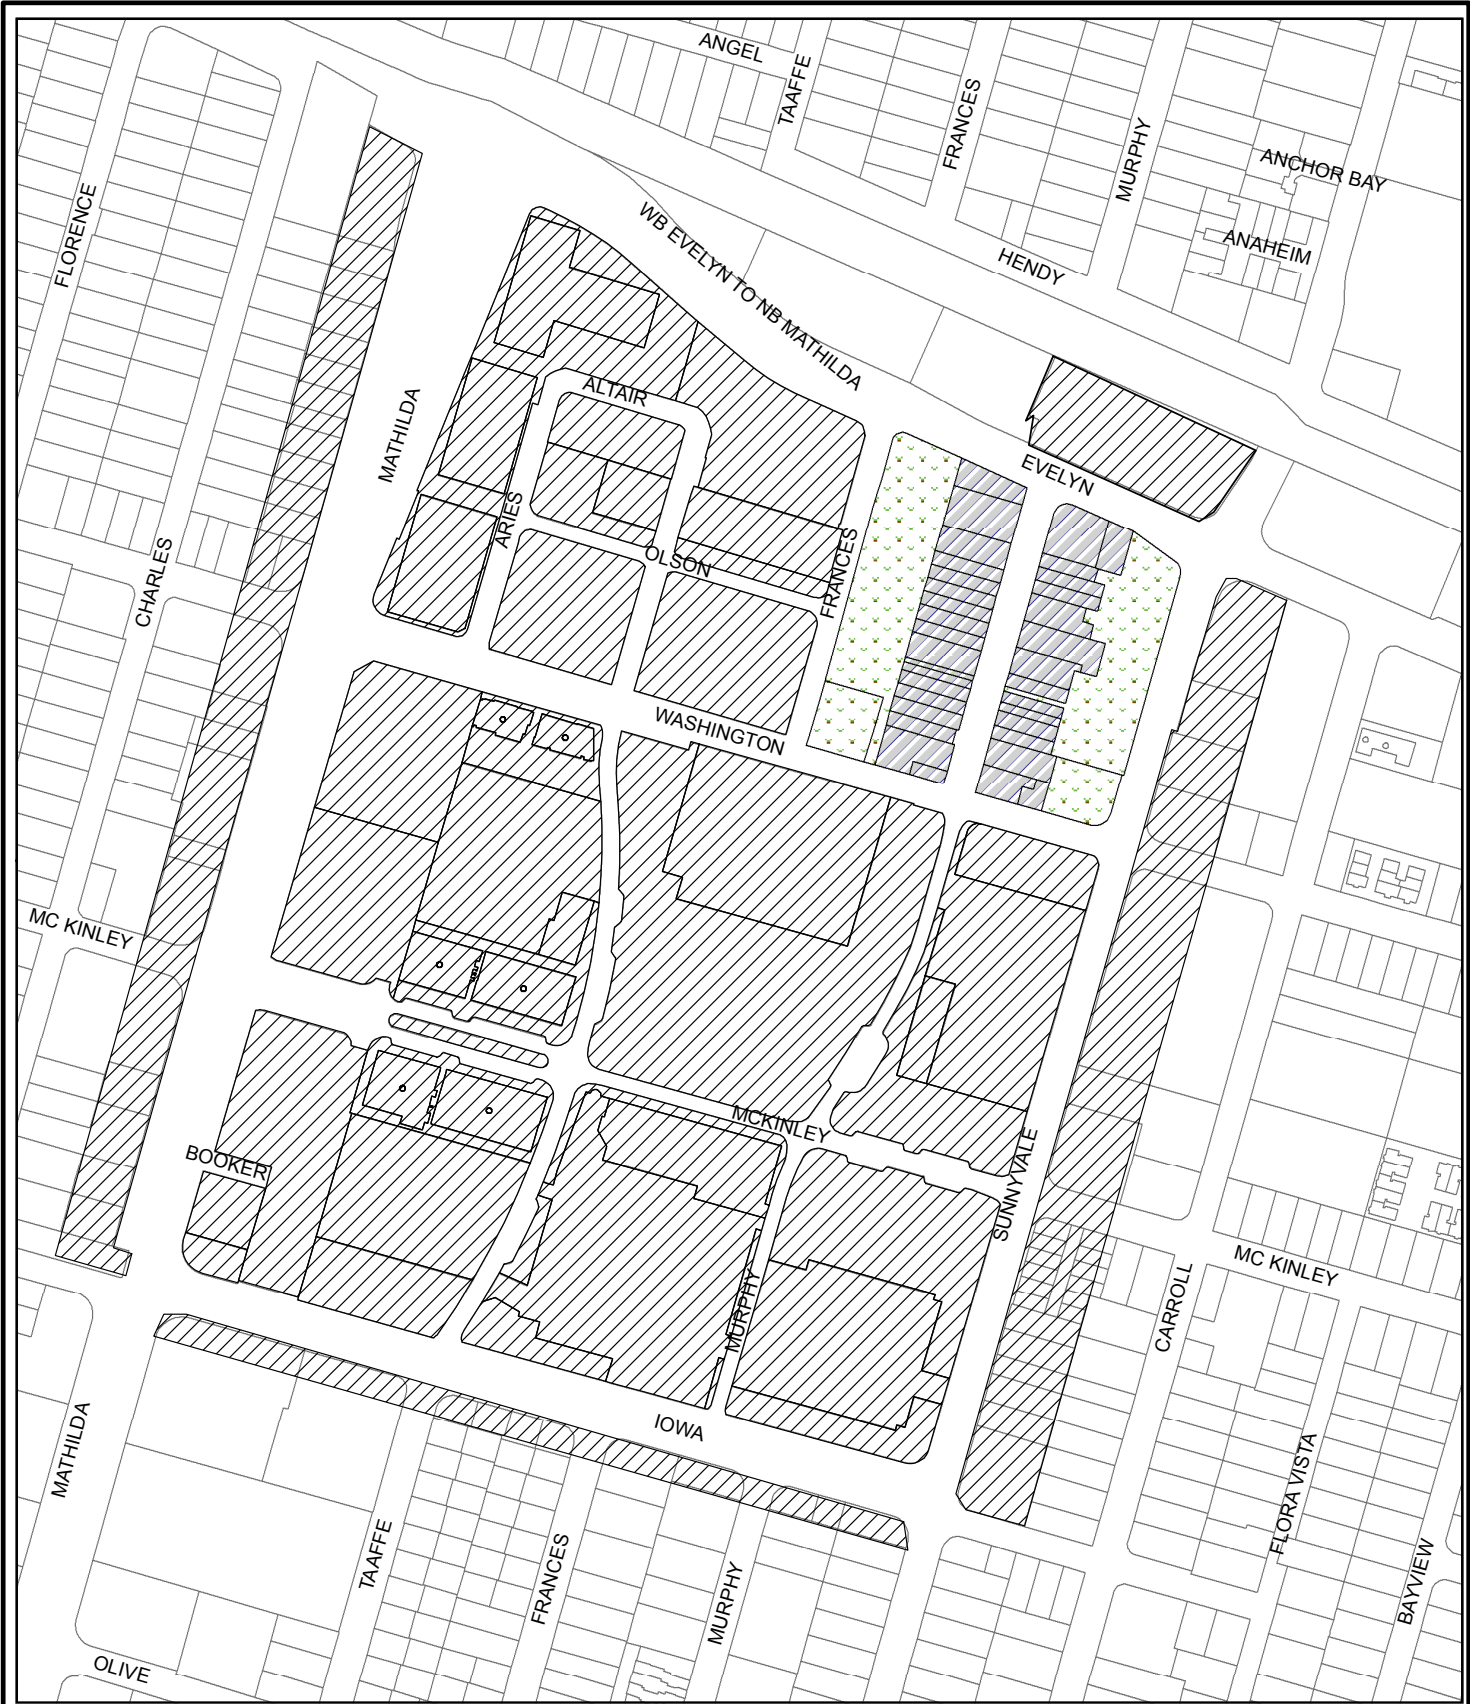 ANGEL
TAAFFE
FRANCES
MURPHY
ANCHOR BAY
ANAHEIM
FLORENCE
WB EVELYN TO NB MATHILDA
HENDY
MATHILDA
ALTAIR
EVELYN
ARIES
OLSON
FRANCES
CHARLES
WASHINGTON
MC KINLEY
MCKINLEY
SUNNYVALE
BOOKER
MC KINLEY
CARROLL
MURPHY
IOWA
MATHILDA
FLORA VISTA
TAAFFE
FRANCES
MURPHY
BAYVIEW
OLIVE